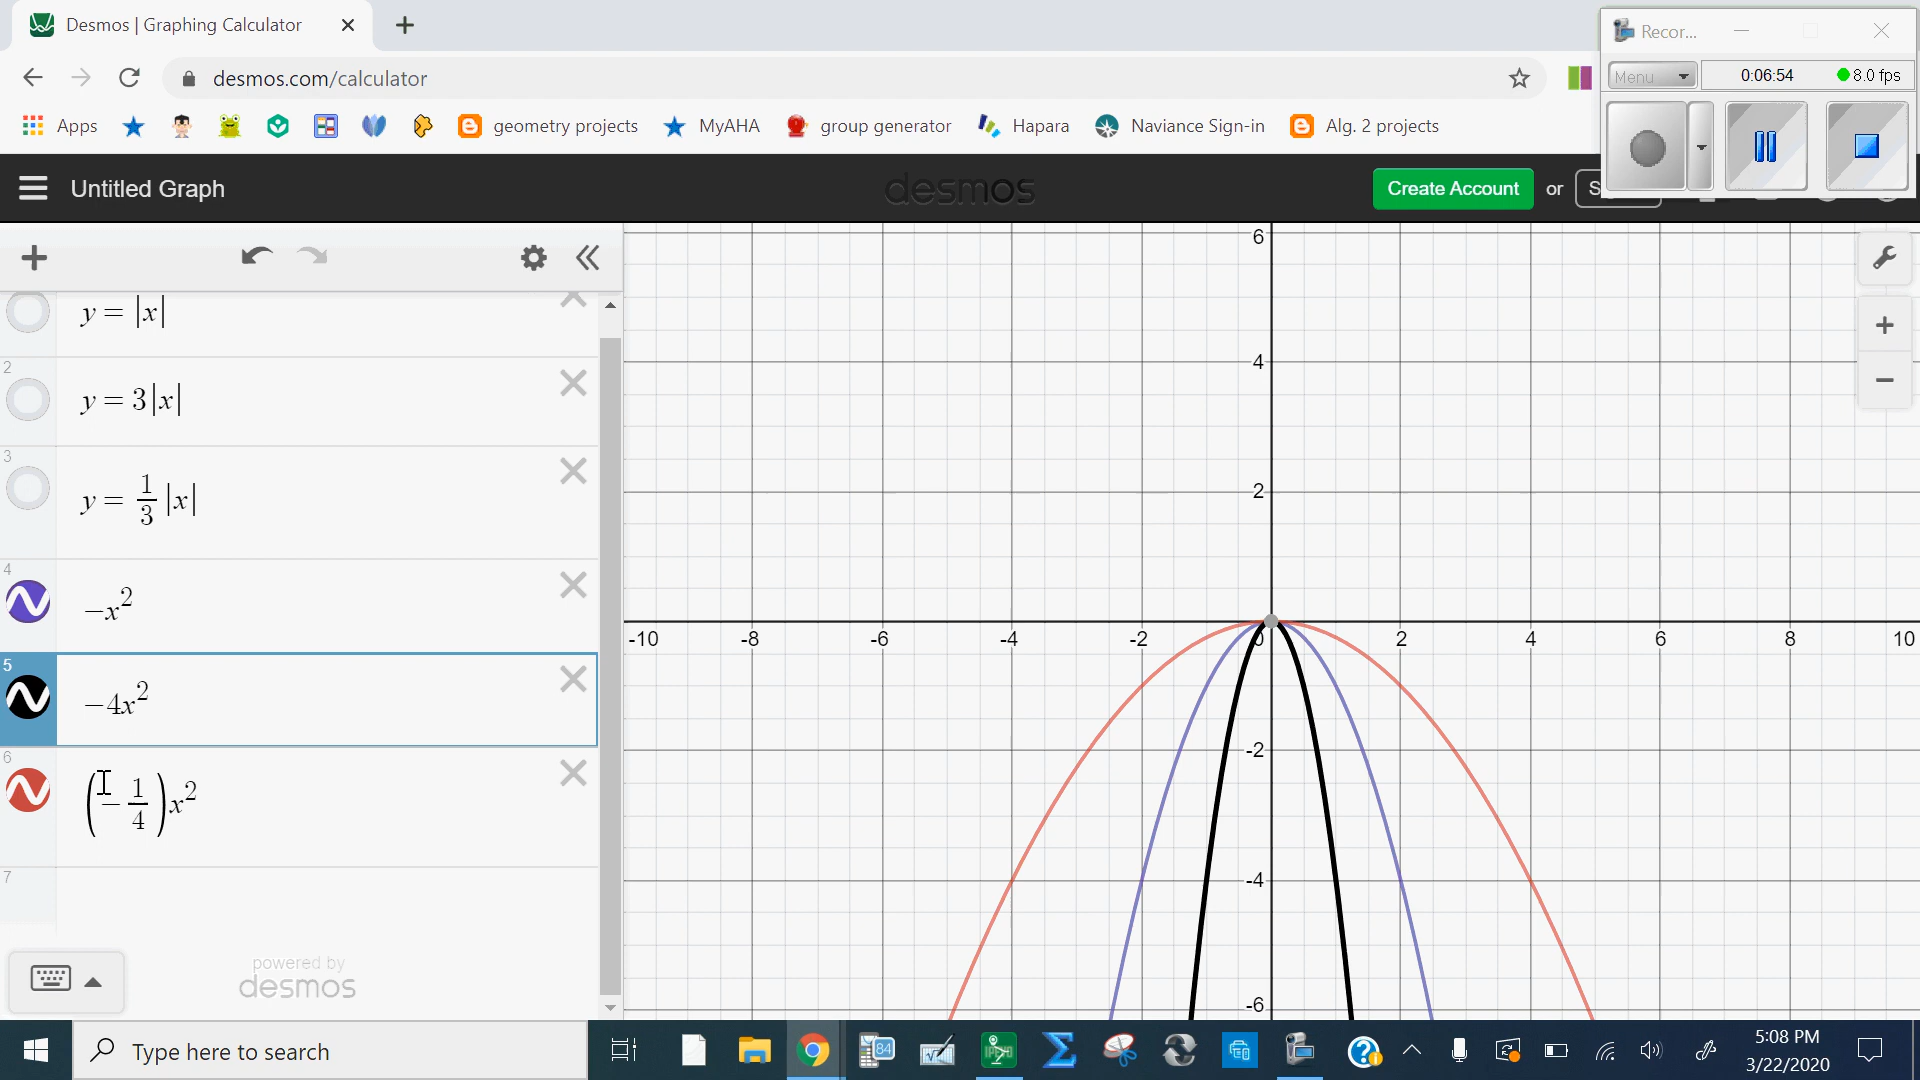 Desmos | Graphing Calculator
Recor...
desmos.com/calculator
Menu
0:06:54
8.0 fps
Apps
geometry projects
MyAHA
group generator
Hapara
Naviance Sign-in
Alg. 2 projects
Untitled Graph
desmos
Create Account
or
S
y = |x|
2
y = 3|x|
3
y = 1/3 |x|
4
-x²
5
-4x²
6
(-1/4)x²
7
powered by
desmos
6
4
2
-10 -8 -6 -4 -2 0 2 4 6 8 10
-2
-4
-6
Type here to search
84
5:08 PM
3/22/2020